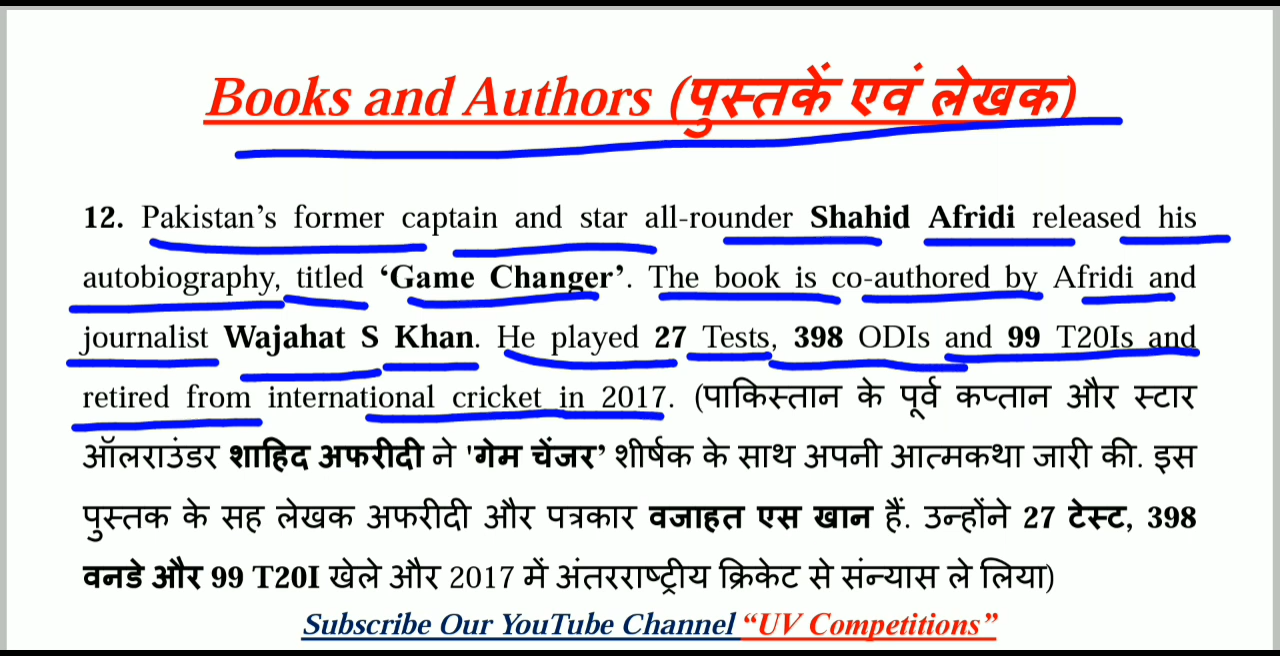 Books and Authors (पुस्तकें एवं लेखक)
12. Pakistan’s former captain and star all-rounder Shahid Afridi released his
autobiography, titled ‘Game Changer’. The book is co-authored by Afridi and
journalist Wajahat S Khan. He played 27 Tests, 398 ODIs and 99 T20Is and
retired from international cricket in 2017. (पाकिस्तान के पूर्व कप्तान और स्टार
ऑलराउंडर शाहिद अफरीदी ने 'गेम चेंजर’ शीर्षक के साथ अपनी आत्मकथा जारी की. इस
पुस्तक के सह लेखक अफरीदी और पत्रकार वजाहत एस खान हैं. उन्होंने 27 टेस्ट, 398
वनडे और 99 T20I खेले और 2017 में अंतरराष्ट्रीय क्रिकेट से संन्यास ले लिया)
Subscribe Our YouTube Channel “UV Competitions”